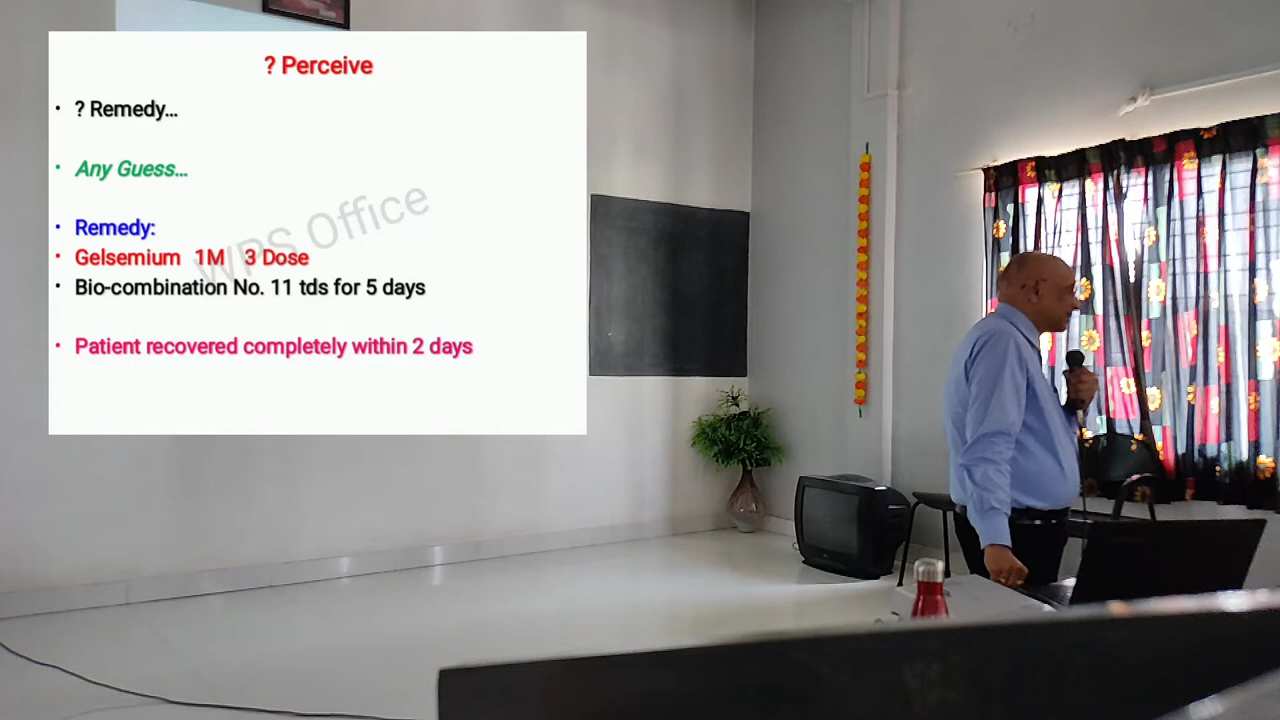 ? Perceive
• ? Remedy...
• Any Guess...
• Remedy:
• Gelsemium 1M 3 Dose
• Bio-combination No. 11 tds for 5 days
• Patient recovered completely within 2 days
WPS Office